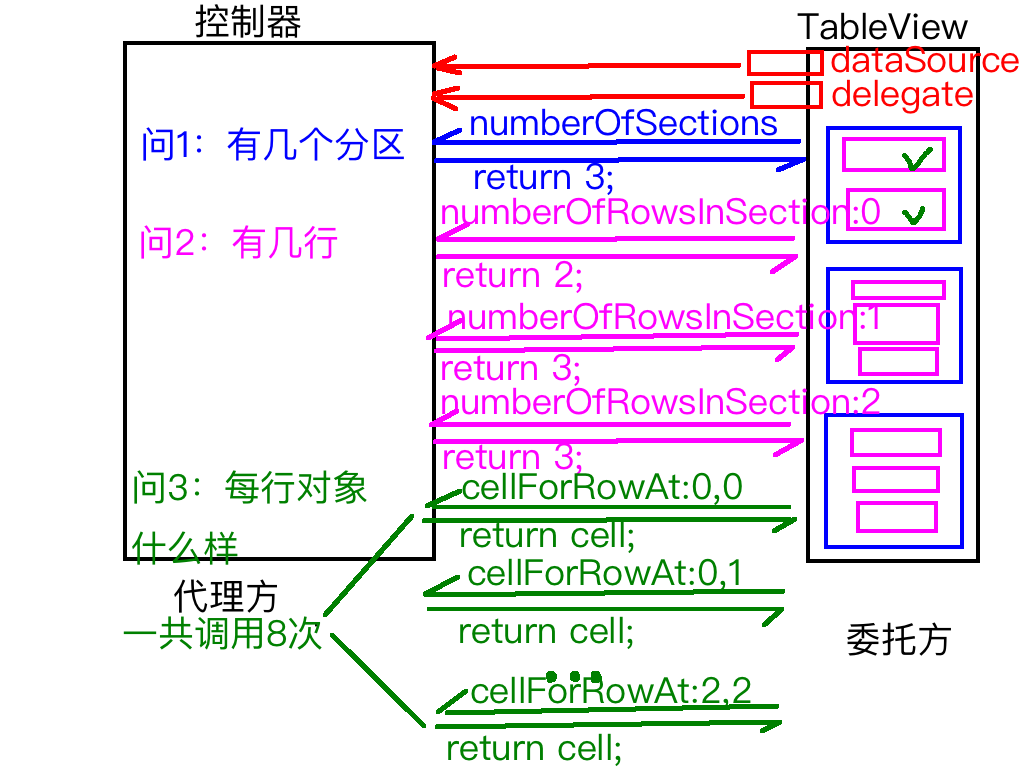 控制器
TableView
dataSource
delegate
numberOfSections
问1：有几个分区
return 3;
numberOfRowsInSection:0
问2：有几行
return 2;
numberOfRowsInSection:1
return 3;
numberOfRowsInSection:2
return 3;
问3：每行对象
什么样
cellForRowAt:0,0
return cell;
cellForRowAt:0,1
代理方
一共调用8次
return cell;
委托方
...
cellForRowAt:2,2
return cell;